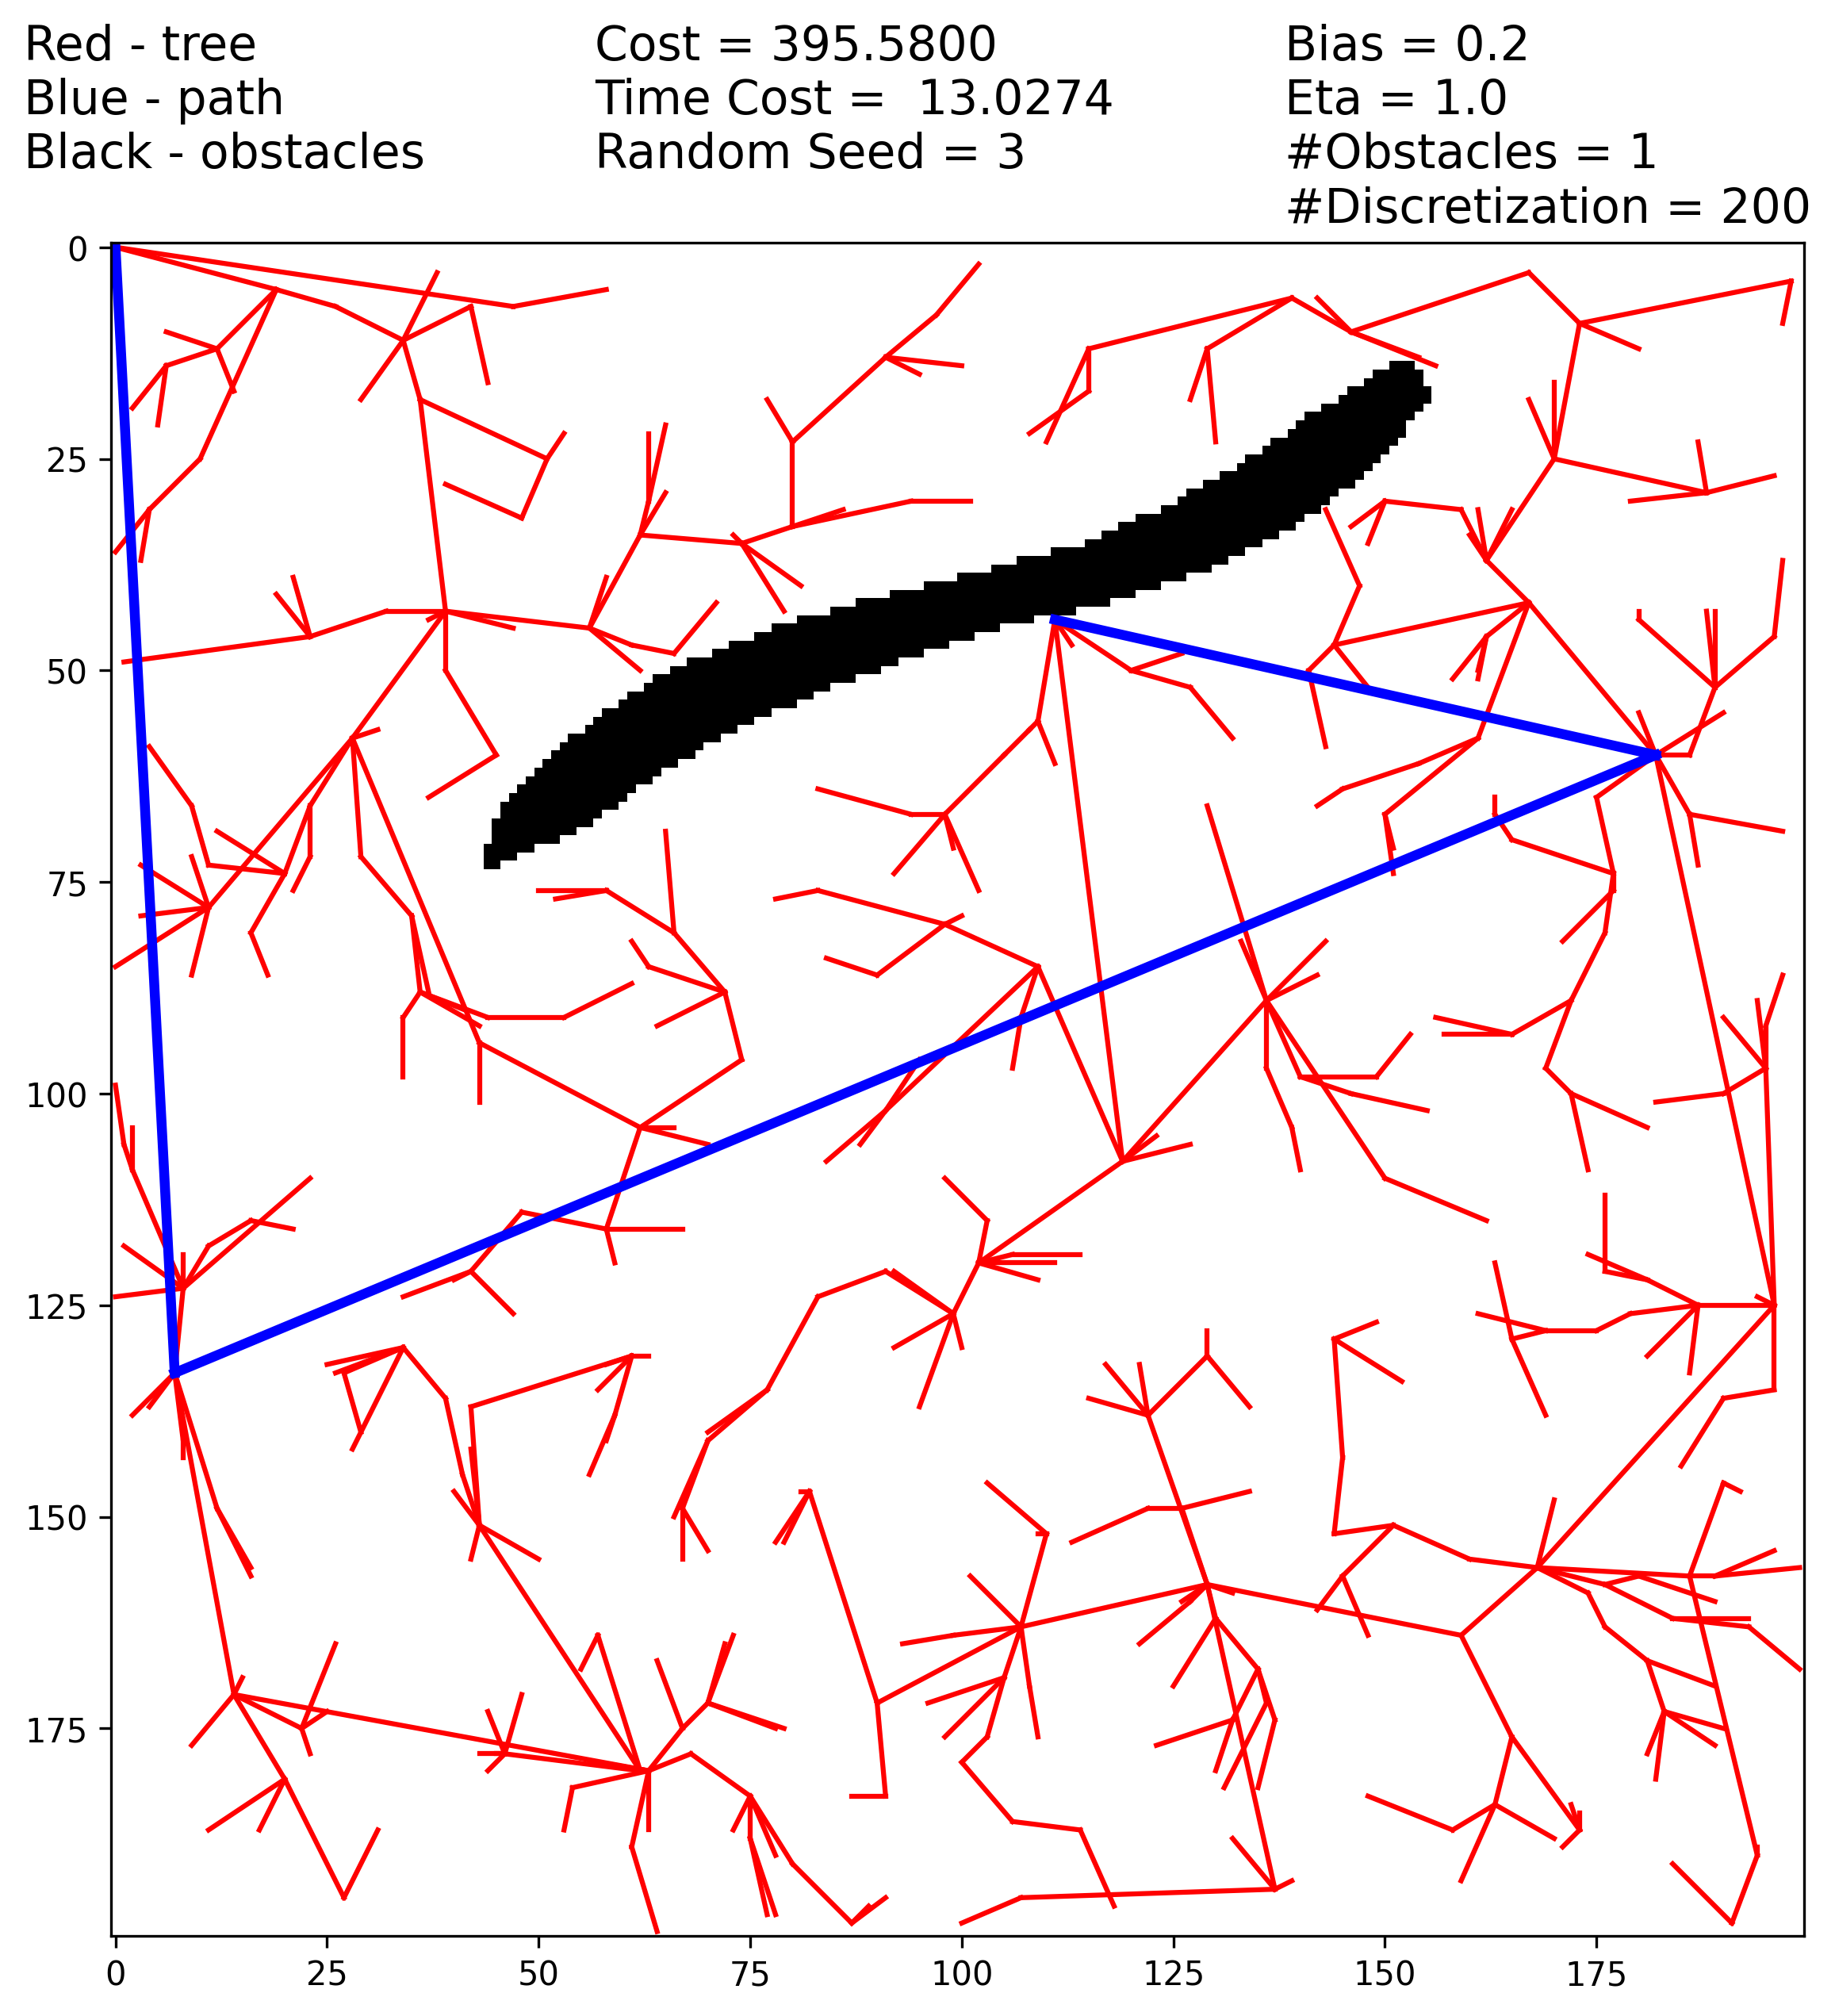 Red - tree
Blue - path
Black - obstacles
Cost = 395.5800
Time Cost =  13.0274
Random Seed = 3
Bias = 0.2
Eta = 1.0
#Obstacles = 1
#Discretization = 200
0
25
50
75
100
125
150
175
0
25
50
75
100
125
150
175